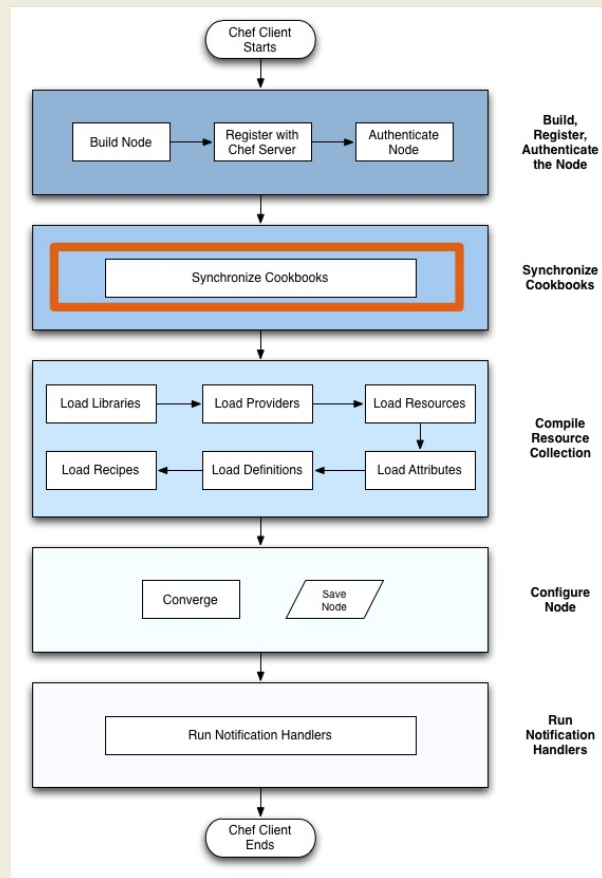 Chef Client
Starts
Build Node
Register with
Chef Server
Authenticate
Node
Build,
Register,
Authenticate
the Node
Synchronize Cookbooks
Synchronize
Cookbooks
Load Libraries
Load Providers
Load Resources
Load Recipes
Load Definitions
Load Attributes
Compile
Resource
Collection
Converge
Save
Node
Configure
Node
Run Notification Handlers
Run
Notification
Handlers
Chef Client
Ends